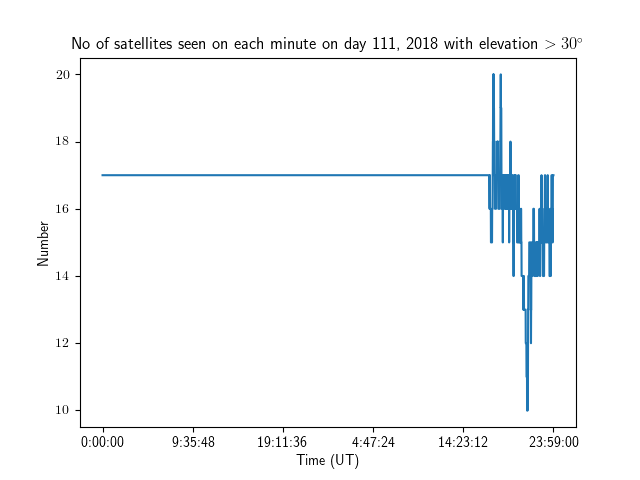 No of satellites seen on each minute on day 111, 2018 with elevation > 30°
20
18
16
14
12
10
Number
0:00:00 9:35:48 19:11:36 4:47:24 14:23:12 23:59:00
Time (UT)